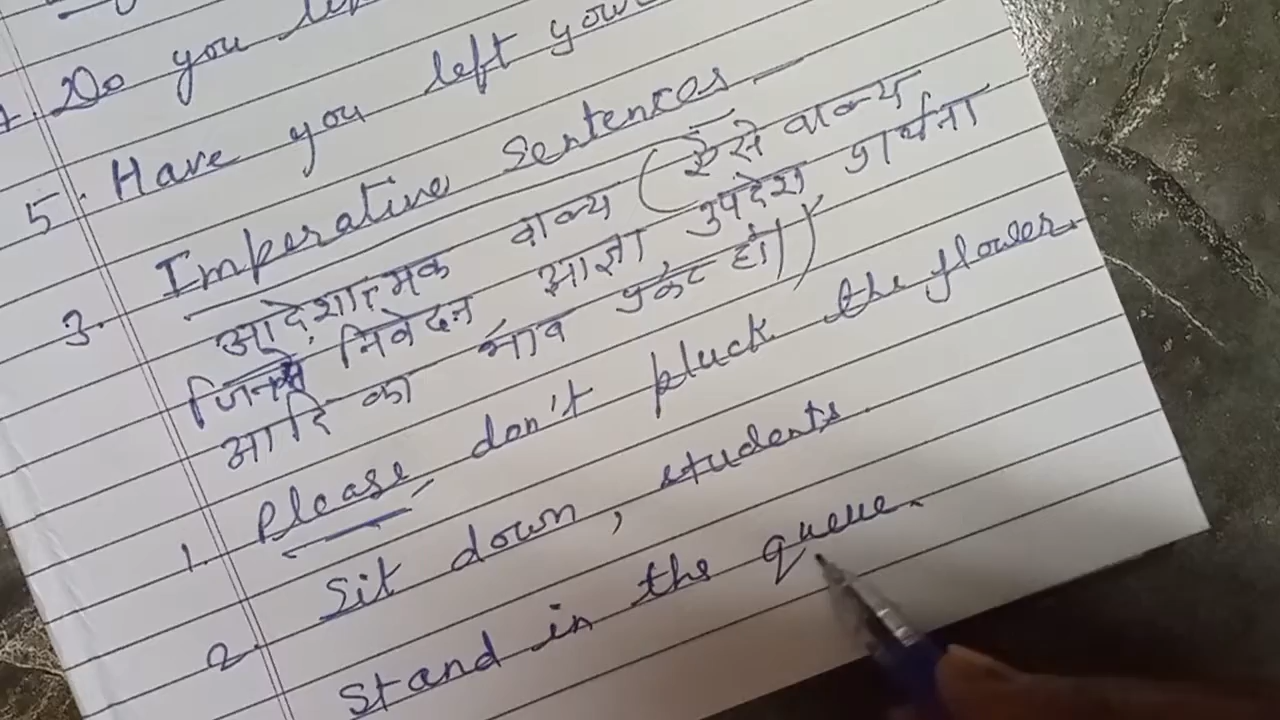 4. Do you
5. Have you left your
3. Imperative Sentences —
आदेशात्मक वाक्य (ऐसे वाक्य
जिनसे निवेदन आज्ञा, उपदेश, प्रार्थना
आदि का भाव प्रकट हो।)
1. Please don't pluck the flower.
2. Sit down, students.
Stand in the queue.